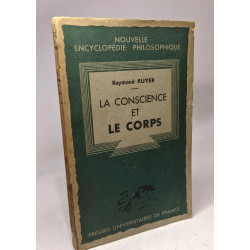 NOUVELLE
ENCYCLOPÉDIE PHILOSOPHIQUE
Raymond RUYER
LA CONSCIENCE
ET
LE CORPS
PRESSES UNIVERSITAIRES DE FRANCE